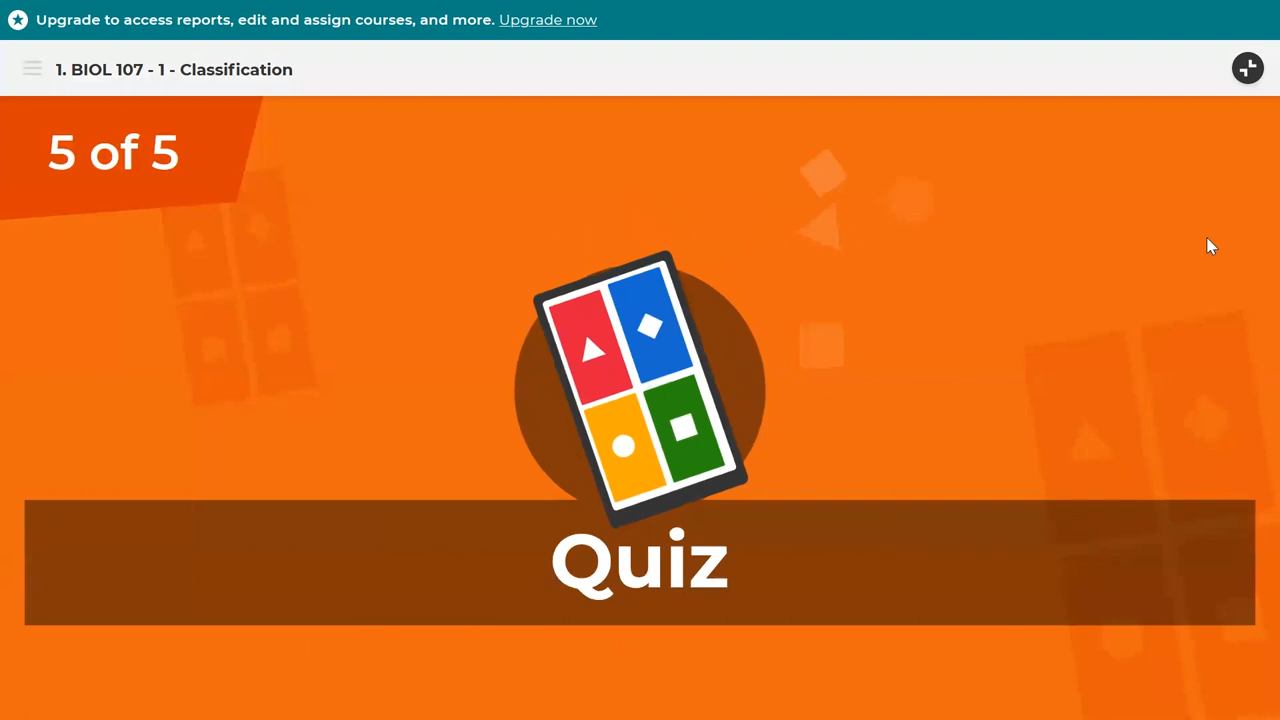 Upgrade to access reports, edit and assign courses, and more. Upgrade now
1. BIOL 107 - 1 - Classification
5 of 5
Quiz